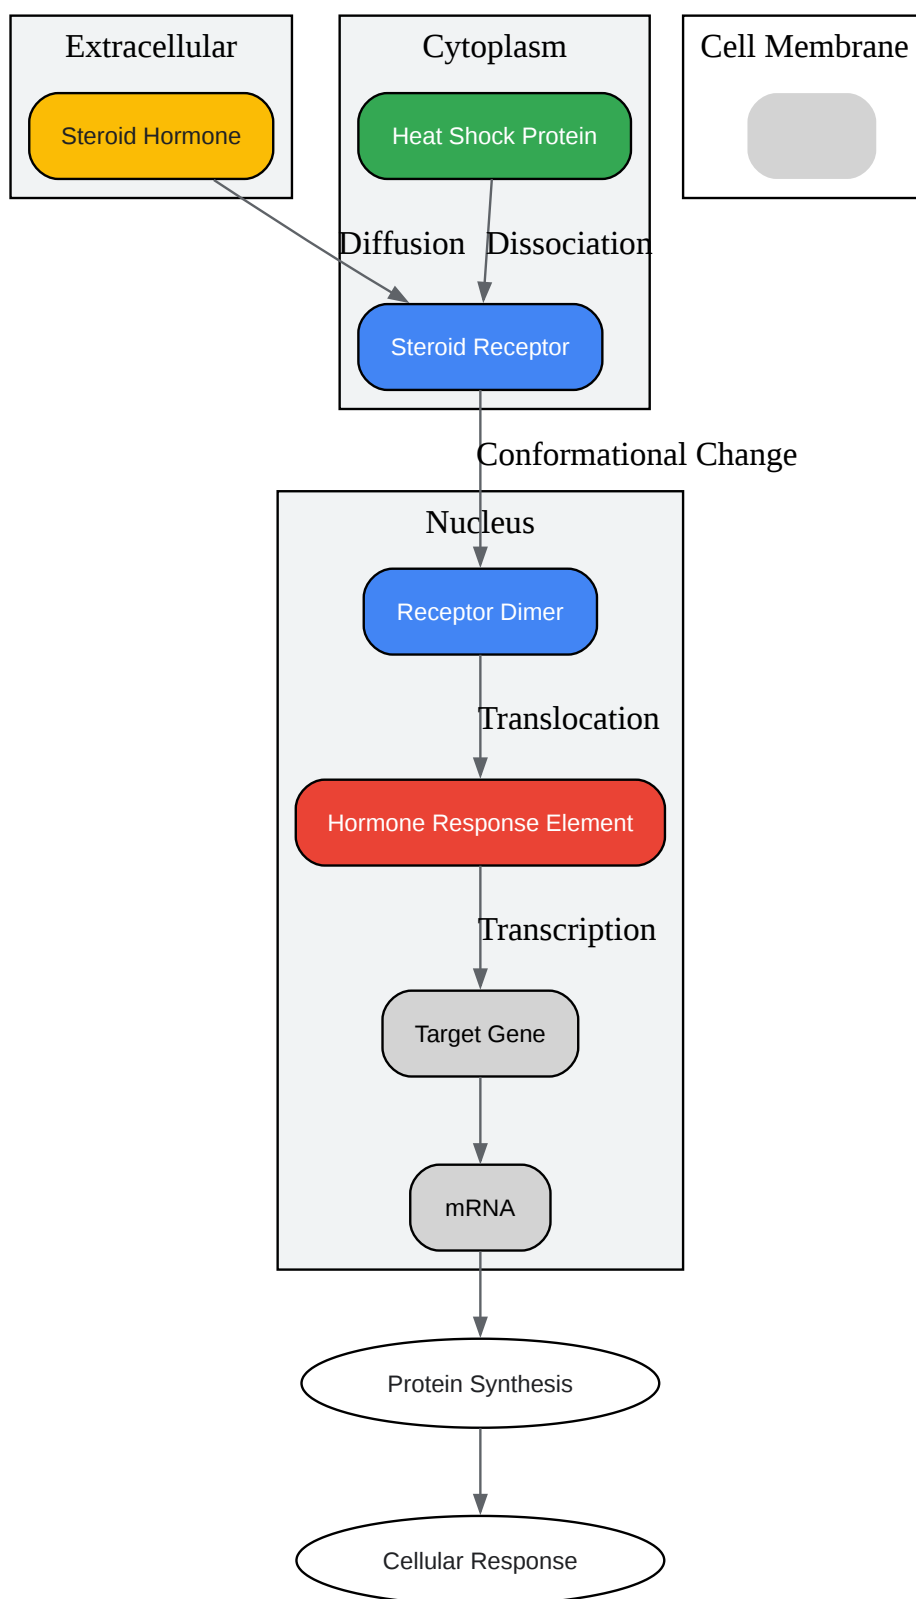 Extracellular
Cytoplasm
Cell Membrane
Steroid Hormone
Heat Shock Protein
Diffusion
Dissociation
Steroid Receptor
Conformational Change
Nucleus
Receptor Dimer
Translocation
Hormone Response Element
Transcription
Target Gene
mRNA
Protein Synthesis
Cellular Response